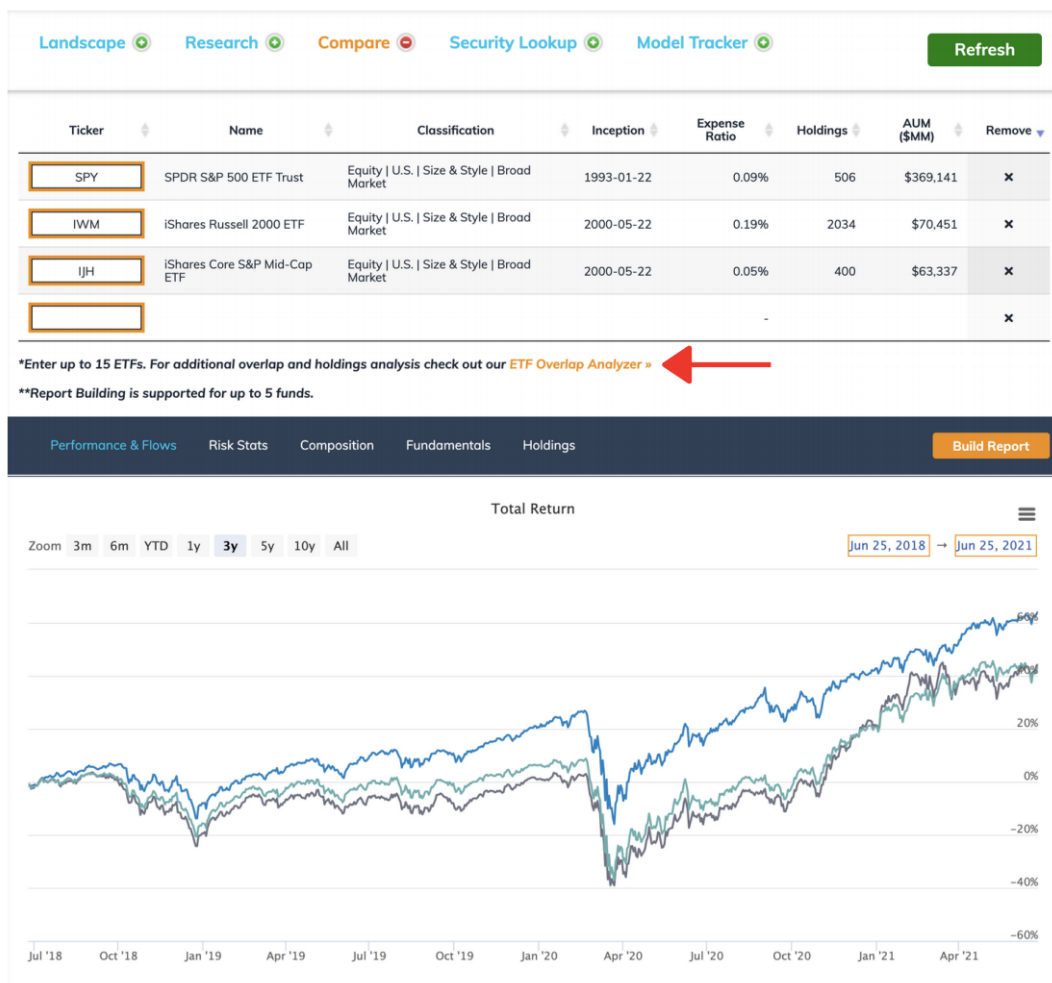 Landscape Research Compare Security Lookup Model Tracker Refresh
Ticker Name Classification Inception Expense Ratio Holdings AUM ($MM) Remove
SPY SPDR S&P 500 ETF Trust Equity | U.S. | Size & Style | Broad Market 1993-01-22 0.09% 506 $369,141 ×
IWM iShares Russell 2000 ETF Equity | U.S. | Size & Style | Broad Market 2000-05-22 0.19% 2034 $70,451 ×
IJH iShares Core S&P Mid-Cap ETF Equity | U.S. | Size & Style | Broad Market 2000-05-22 0.05% 400 $63,337 ×
- ×
*Enter up to 15 ETFs. For additional overlap and holdings analysis check out our ETF Overlap Analyzer »
**Report Building is supported for up to 5 funds.
Performance & Flows Risk Stats Composition Fundamentals Holdings Build Report
Total Return
Zoom 3m 6m YTD 1y 3y 5y 10y All Jun 25, 2018 → Jun 25, 2021
60%
40%
20%
0%
-20%
-40%
-60%
Jul '18 Oct '18 Jan '19 Apr '19 Jul '19 Oct '19 Jan '20 Apr '20 Jul '20 Oct '20 Jan '21 Apr '21